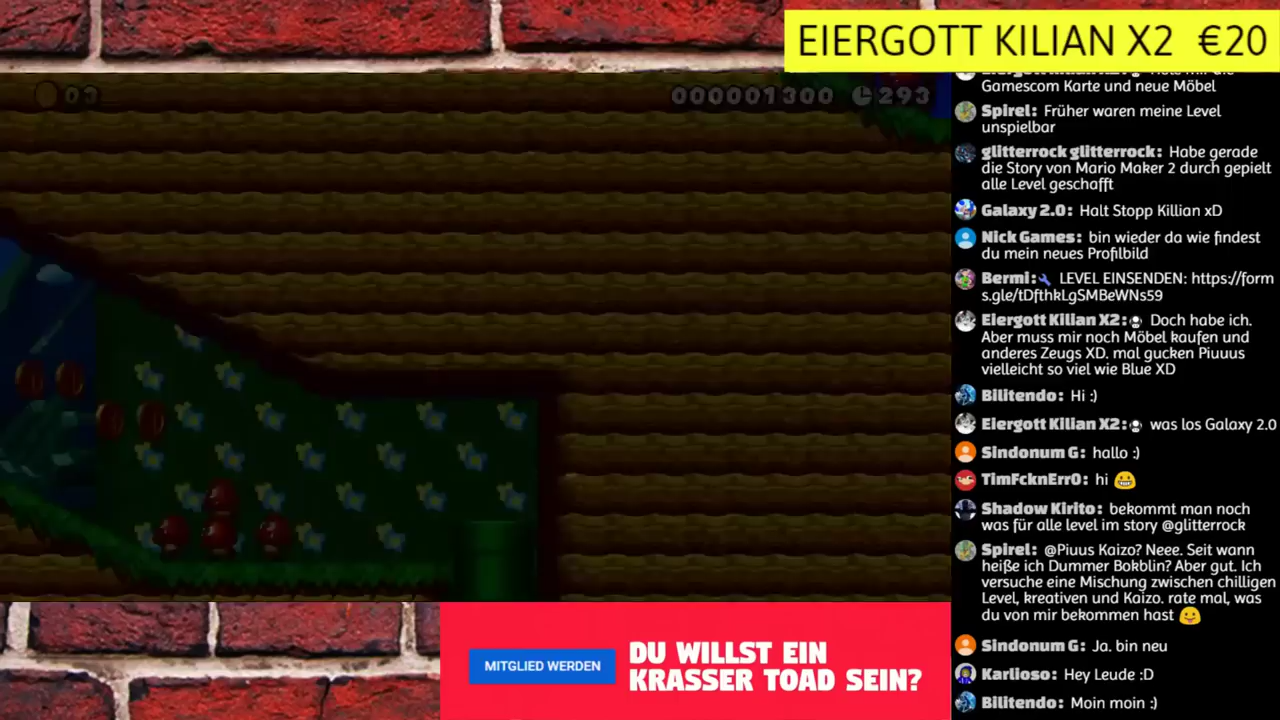 EIERGOTT KILIAN X2 €20
03
000001300 293
Gamescom Karte und neue Möbel
Spirel: Früher waren meine Level
unspielbar
glitterrock glitterrock: Habe gerade
die Story von Mario Maker 2 durch gepielt
alle Level geschafft
Galaxy 2.0: Halt Stopp Killian xD
Nick Games: bin wieder da wie findest
du mein neues Profilbild
Bermi: LEVEL EINSENDEN: https://form
s.gle/tDfthkLgSMBeWNs59
Eiergott Kilian X2: Doch habe ich.
Aber muss mir noch Möbel kaufen und
anderes Zeugs XD. mal gucken Piuuus
vielleicht so viel wie Blue XD
Bilitendo: Hi :)
Eiergott Kilian X2: was los Galaxy 2.0
Sindonum G: hallo :)
TimFcknErr0: hi 😀
Shadow Kirito: bekommt man noch
was für alle level im story @glitterrock
Spirel: @Piuus Kaizo? Neee. Seit wann
heiße ich Dummer Bokblin? Aber gut. Ich
versuche eine Mischung zwischen chilligen
Level, kreativen und Kaizo. rate mal, was
du von mir bekommen hast 😛
Sindonum G: Ja. bin neu
Karlioso: Hey Leude :D
Bilitendo: Moin moin :)
MITGLIED WERDEN
DU WILLST EIN
KRASSER TOAD SEIN?